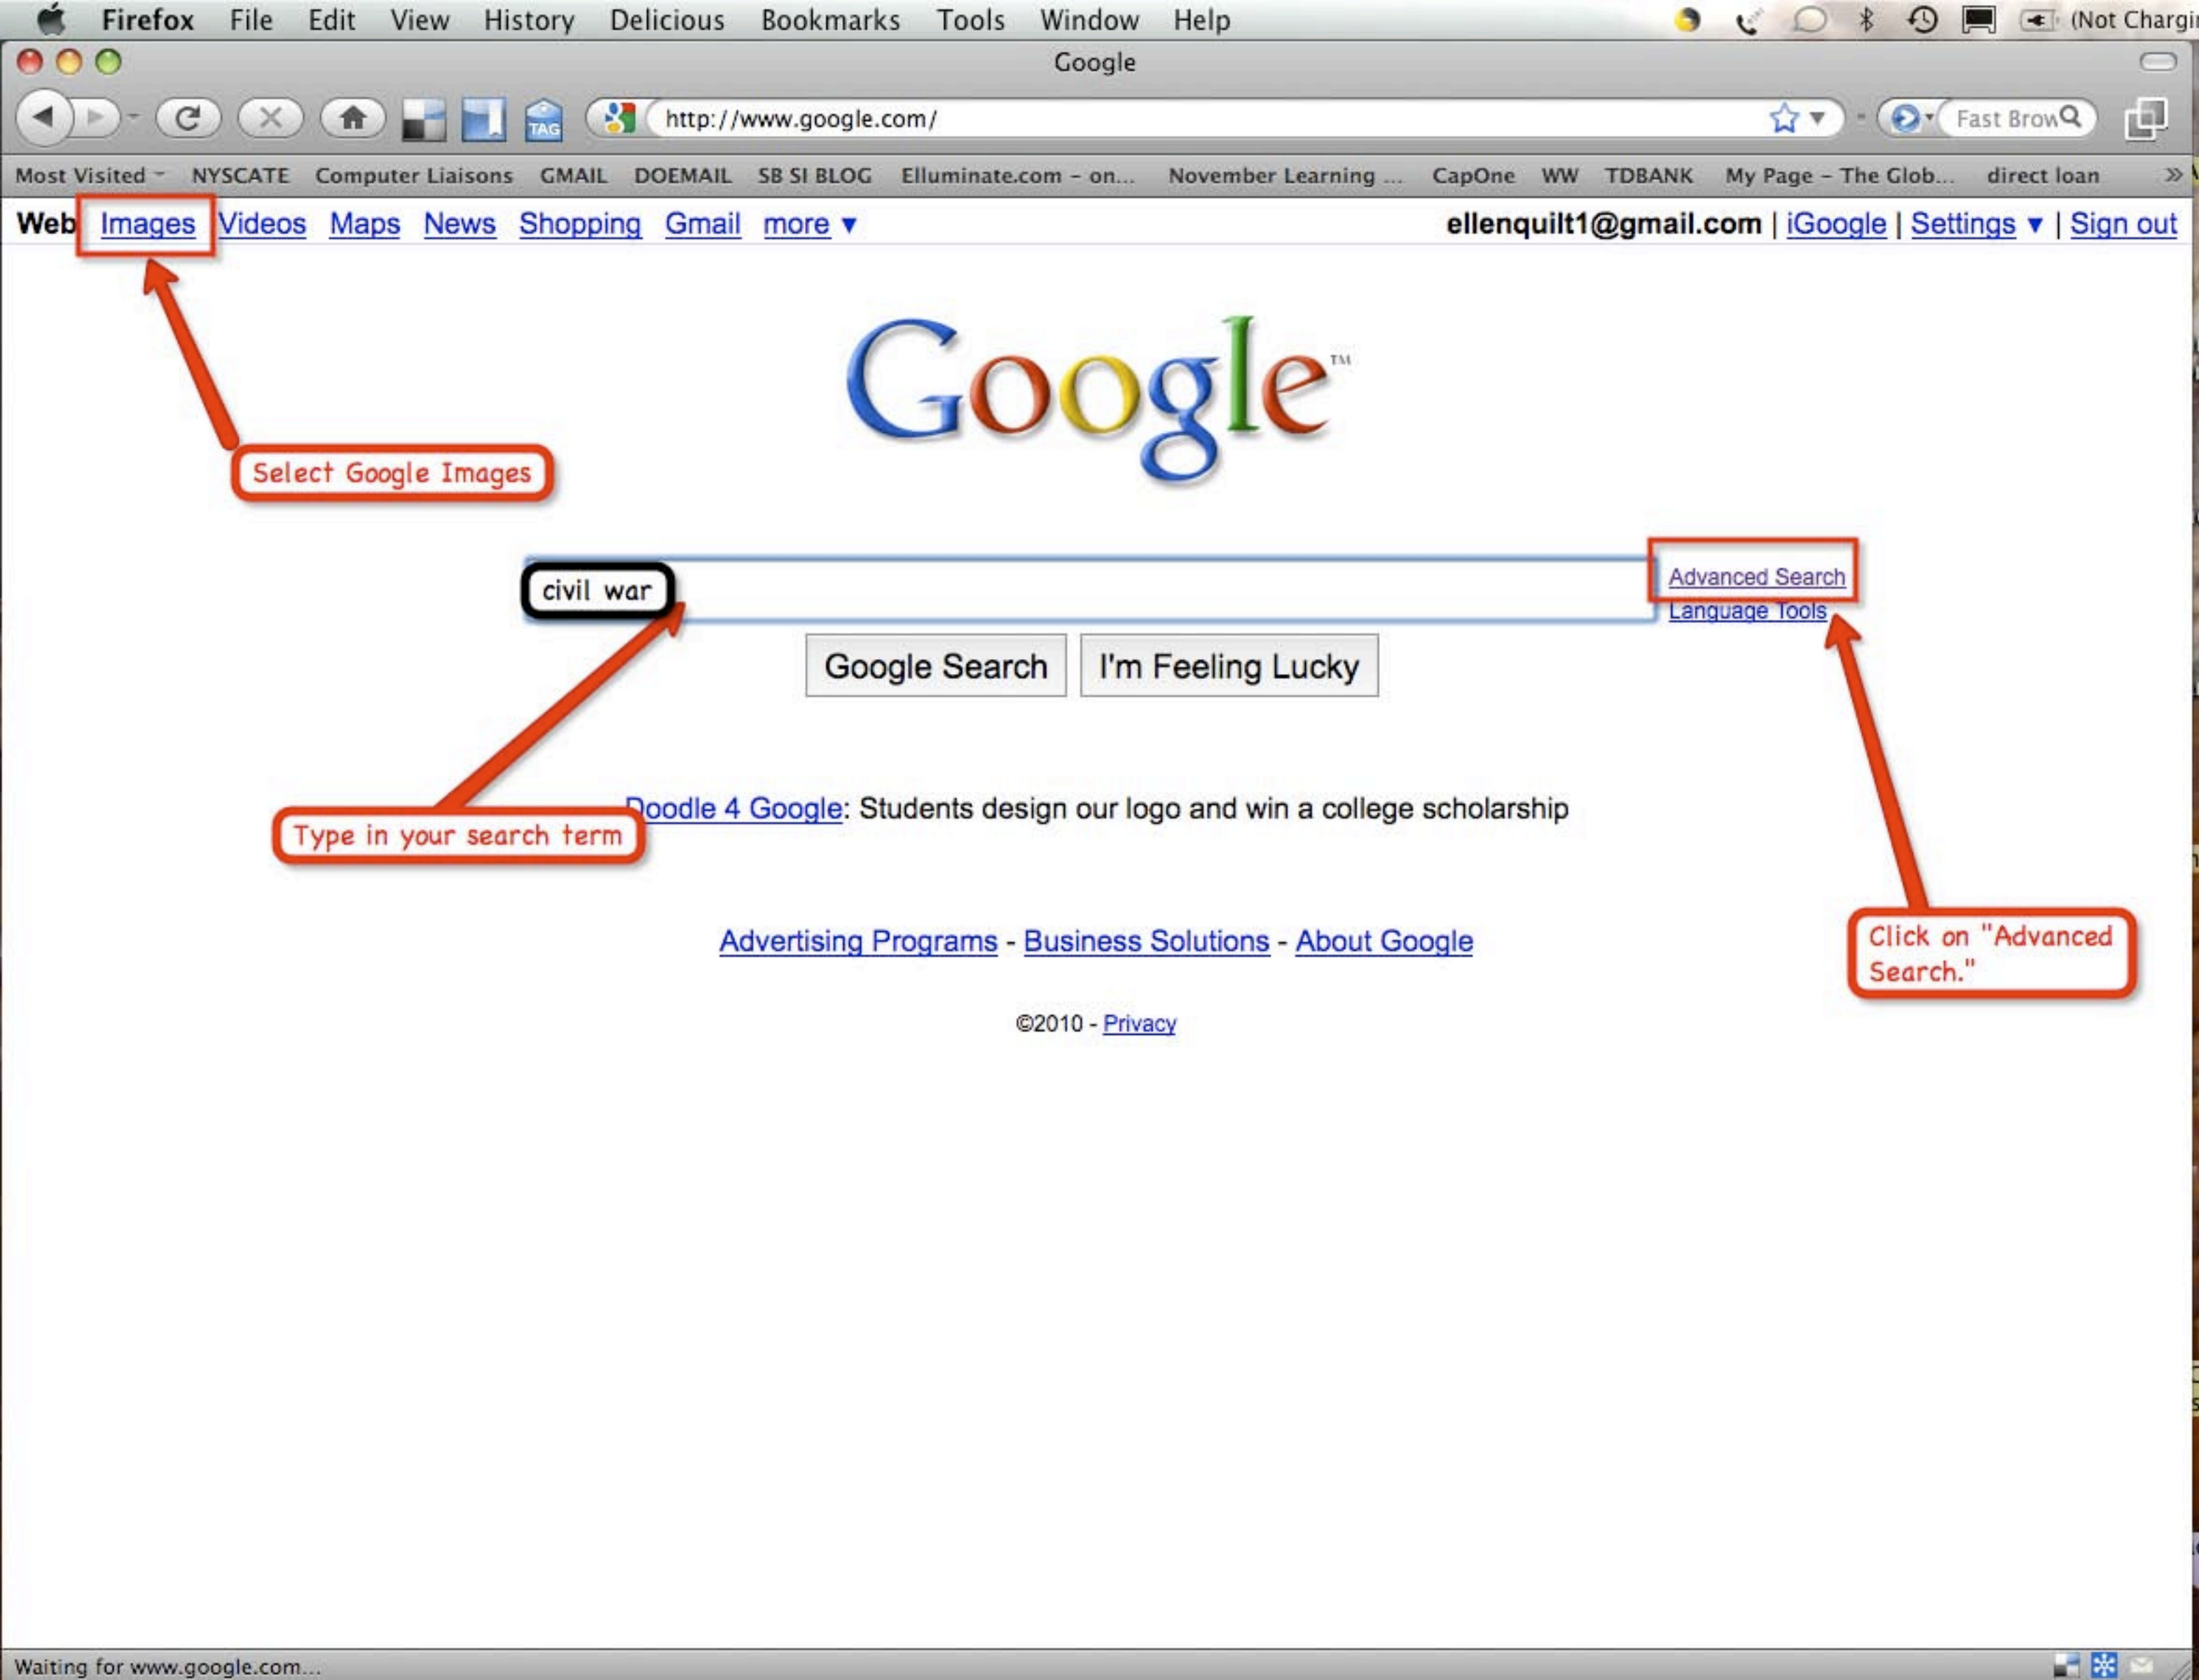 Firefox File Edit View History Delicious Bookmarks Tools Window Help (Not Chargi
Google
TAG http://www.google.com/ Fast Brow
Most Visited NYSCATE Computer Liaisons GMAIL DOEMAIL SB SI BLOG Elluminate.com – on... November Learning ... CapOne WW TDBANK My Page – The Glob... direct loan »
Web Images Videos Maps News Shopping Gmail more ▼ ellenquilt1@gmail.com | iGoogle | Settings ▼ | Sign out
Google™
Select Google Images
civil war
Advanced Search
Language Tools
Google Search I'm Feeling Lucky
Doodle 4 Google: Students design our logo and win a college scholarship
Type in your search term
Click on "Advanced
Search."
Advertising Programs - Business Solutions - About Google
©2010 - Privacy
Waiting for www.google.com...